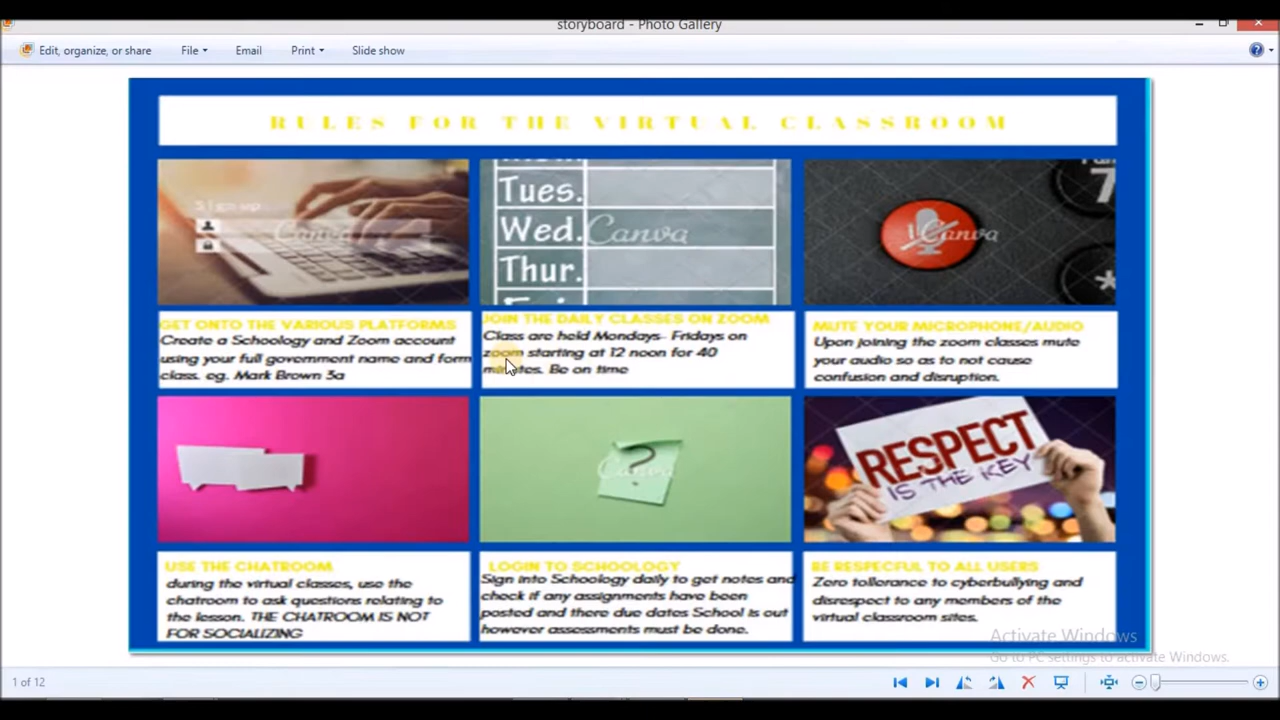 storyboard - Photo Gallery
Edit, organize, or share File Email Print Slide show
RULES FOR THE VIRTUAL CLASSROOM
Sign up
Canva
Tues.
Wed.
Thur.
Canva
Canva
7
*
GET ONTO THE VARIOUS PLATFORMS
Create a Schoology and Zoom account
using your full government name and form
class. eg. Mark Brown 3a
JOIN THE DAILY CLASSES ON ZOOM
Class are held Mondays- Fridays on
zoom starting at 12 noon for 40
minutes. Be on time
MUTE YOUR MICROPHONE/AUDIO
Upon joining the zoom classes mute
your audio so as to not cause
confusion and disruption.
?
Canva
RESPECT
IS THE KEY
USE THE CHATROOM
during the virtual classes, use the
chatroom to ask questions relating to
the lesson. THE CHATROOM IS NOT
FOR SOCIALIZING
LOGIN TO SCHOOLOGY
Sign into Schoology daily to get notes and
check if any assignments have been
posted and there due dates School is out
however assessments must be done.
BE RESPECFUL TO ALL USERS
Zero tollerance to cyberbullying and
disrespect to any members of the
virtual classroom sites.
Activate Windows
Go to PC settings to activate Windows.
1 of 12